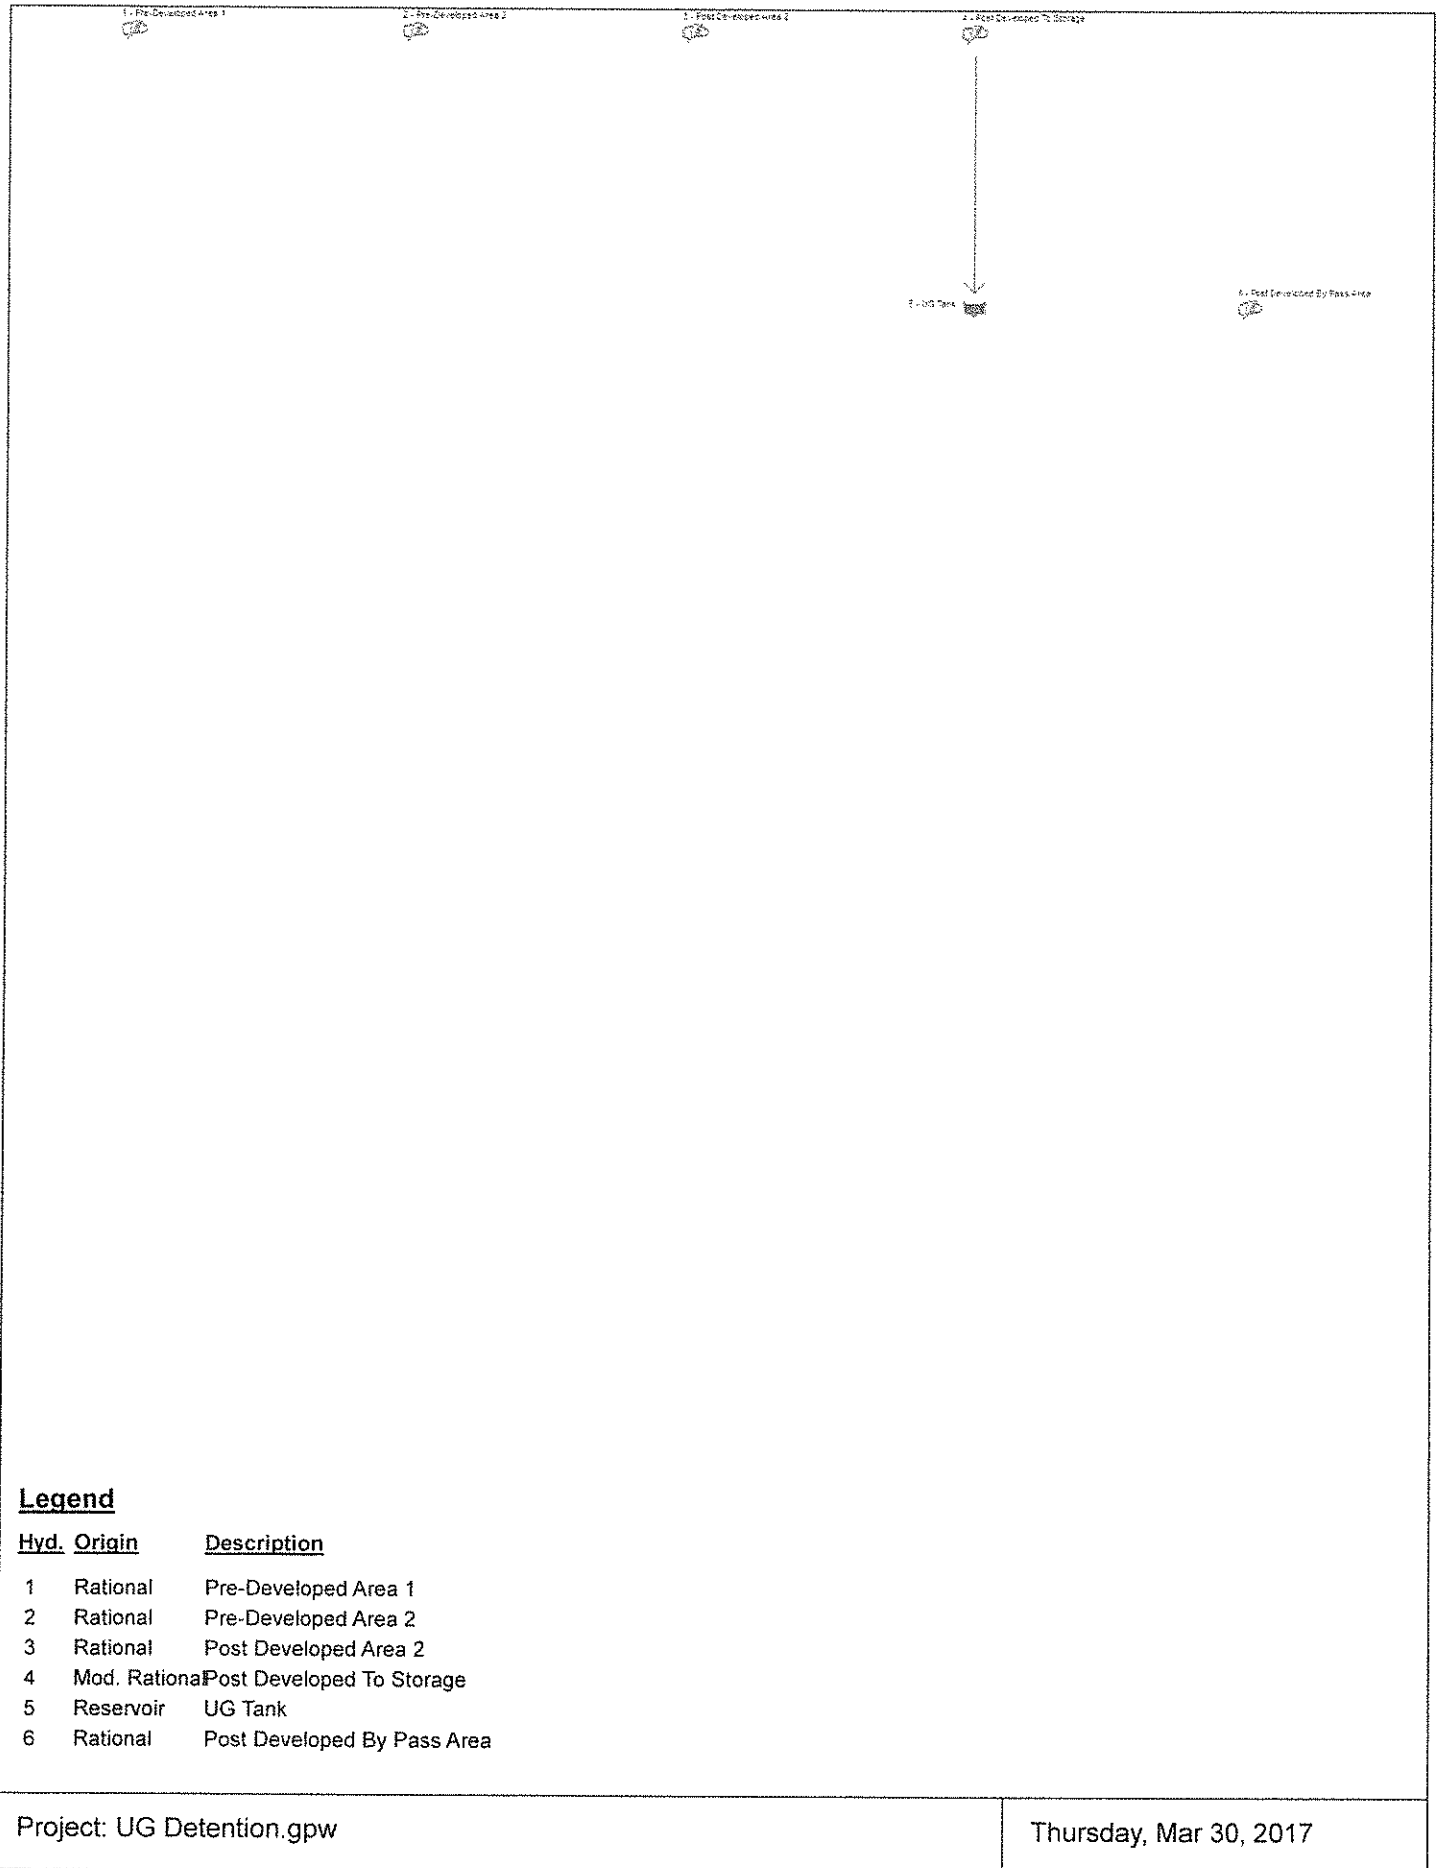 1 - Pre-Developed Area 1
2 - Pre-Developed Area 2
3 - Post Developed Area 2
4 - Post Developed To Storage
5 - UG Tank
6 - Post Developed By Pass Area
Legend
Hyd. Origin Description
1 Rational Pre-Developed Area 1
2 Rational Pre-Developed Area 2
3 Rational Post Developed Area 2
4 Mod. Rational Post Developed To Storage
5 Reservoir UG Tank
6 Rational Post Developed By Pass Area
Project: UG Detention.gpw
Thursday, Mar 30, 2017